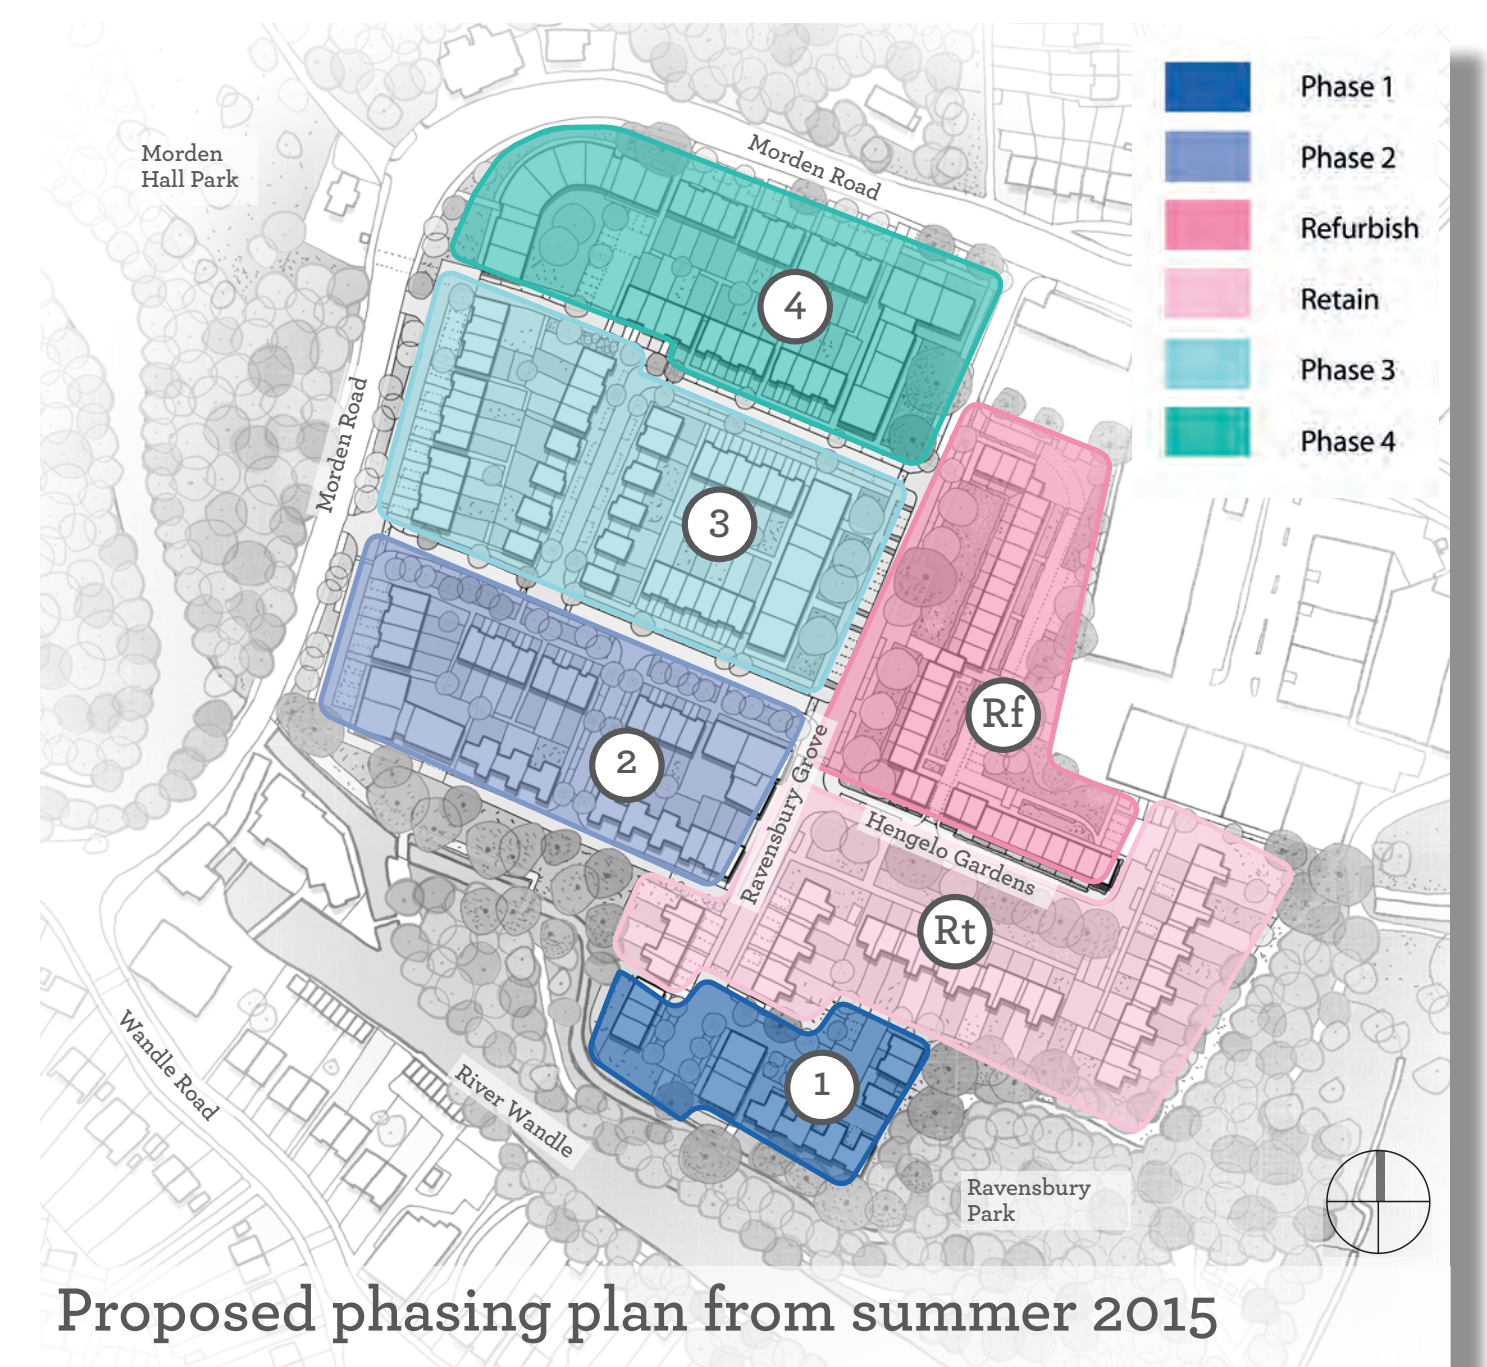 Phase 1
Phase 2
Refurbish
Retain
Phase 3
Phase 4
Morden
Hall Park
Morden Road
4
Morden Road
3
Rf
2
Ravensbury Grove
Hengelo Gardens
Rt
1
Wandle Road
River Wandle
Ravensbury
Park
Proposed phasing plan from summer 2015